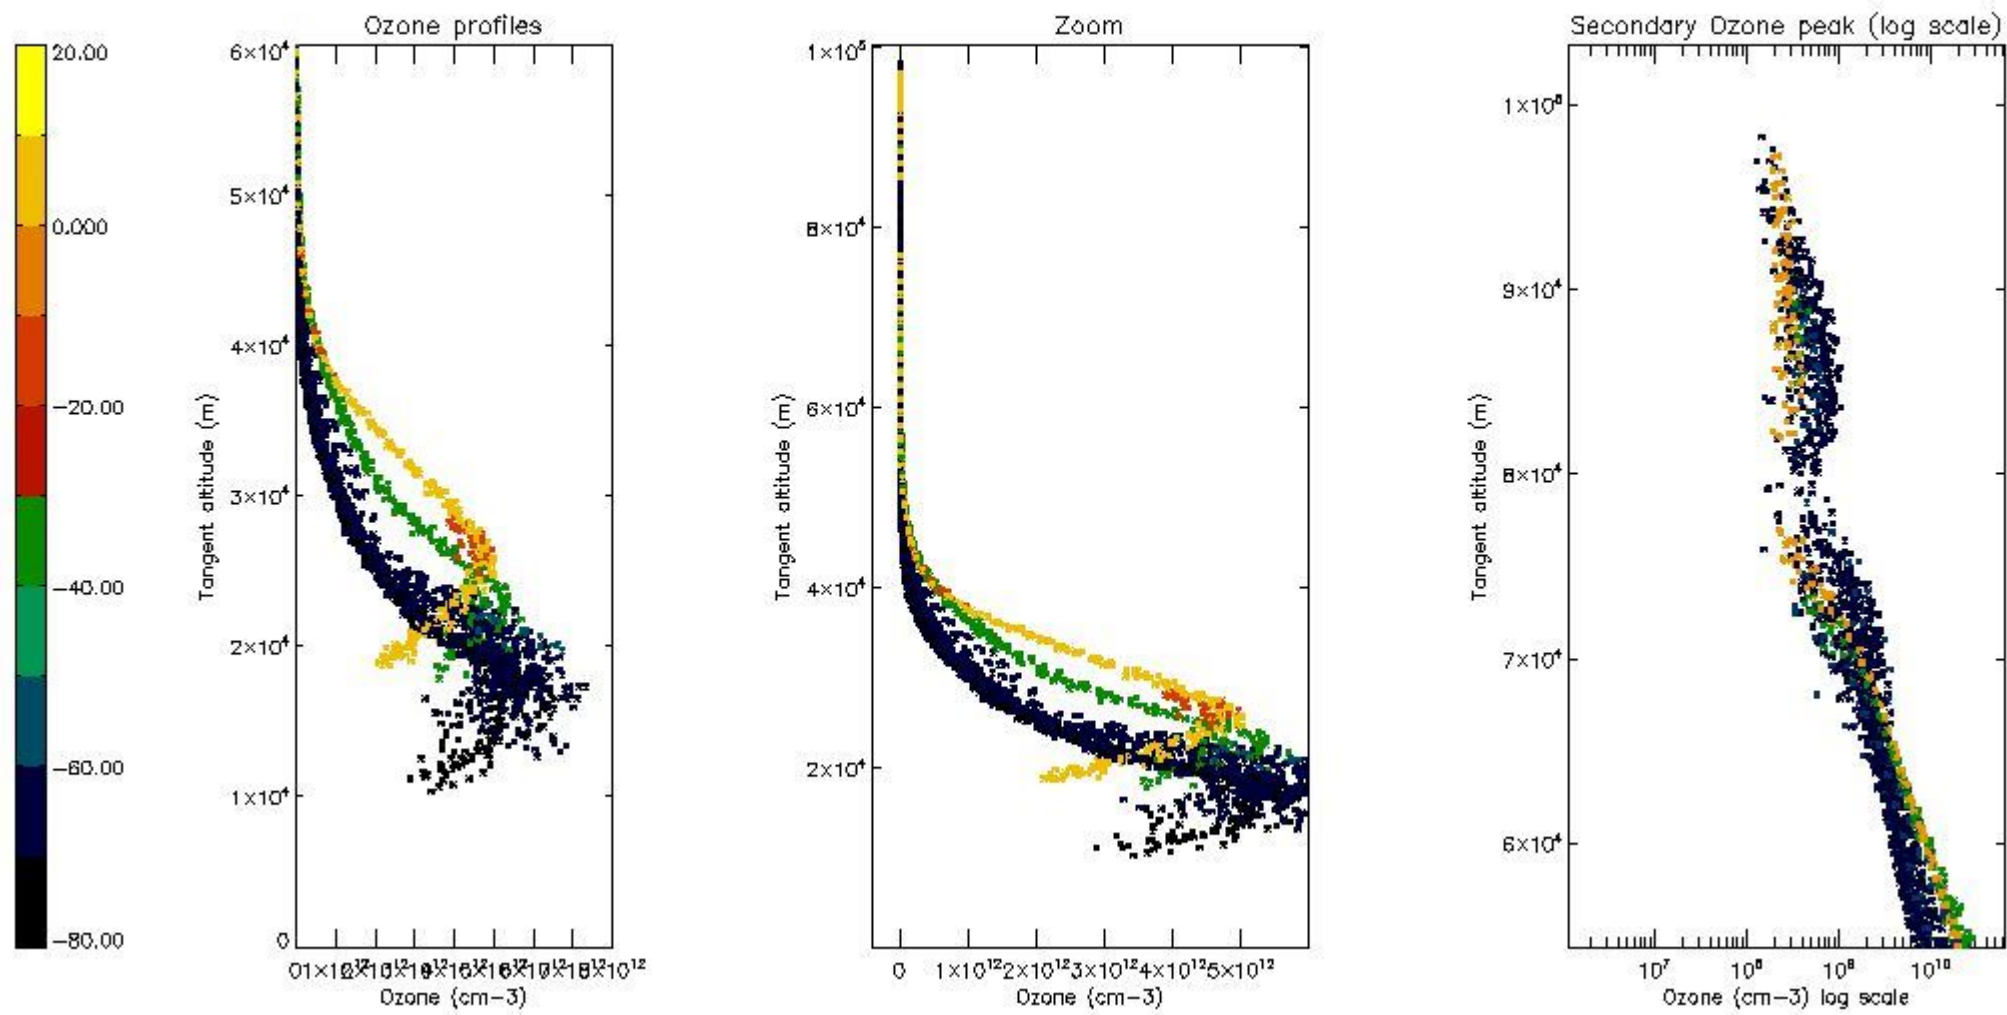 Ozone profiles
Zoom
Secondary Ozone peak (log scale)
20.00
0.000
−20.00
−40.00
−60.00
−80.00
6×10⁴
5×10⁴
4×10⁴
3×10⁴
2×10⁴
1×10⁴
0
Tangent altitude (m)
Ozone (cm−3)
1×10⁵
8×10⁴
6×10⁴
4×10⁴
2×10⁴
Tangent altitude (m)
0 1×10¹² 2×10¹² 3×10¹² 4×10¹² 5×10¹²
Ozone (cm−3)
9×10⁴
8×10⁴
7×10⁴
6×10⁴
Tangent altitude (m)
10⁷ 10⁸ 10⁹ 10¹⁰
Ozone (cm−3) log scale